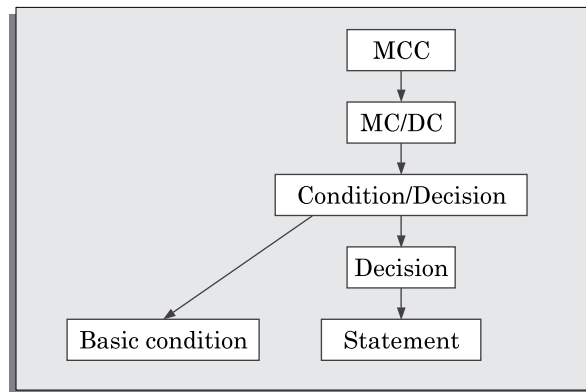 MCC
MC/DC
Condition/Decision
Decision
Basic condition
Statement